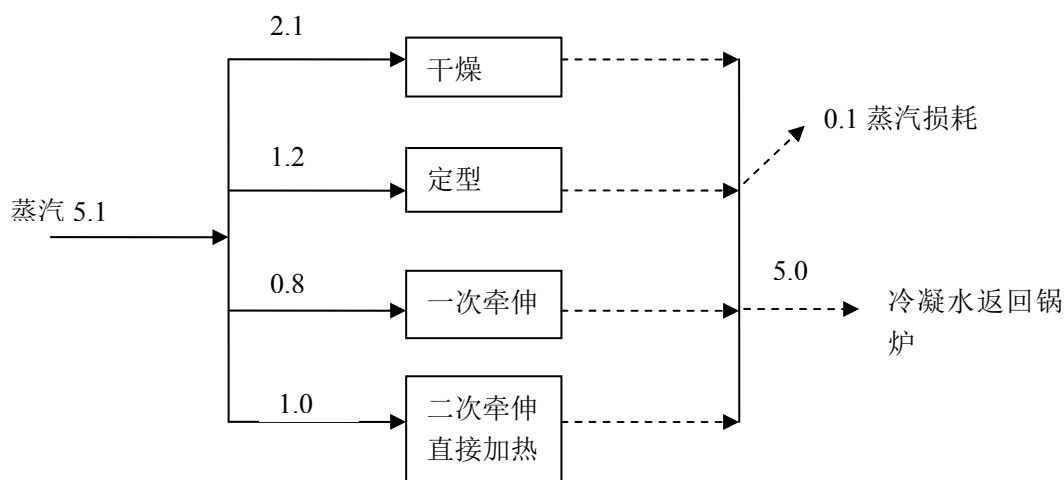 2.1
干燥
0.1 蒸汽损耗
1.2
定型
蒸汽 5.1
0.8
一次牵伸
5.0
冷凝水返回锅
炉
1.0
二次牵伸
直接加热